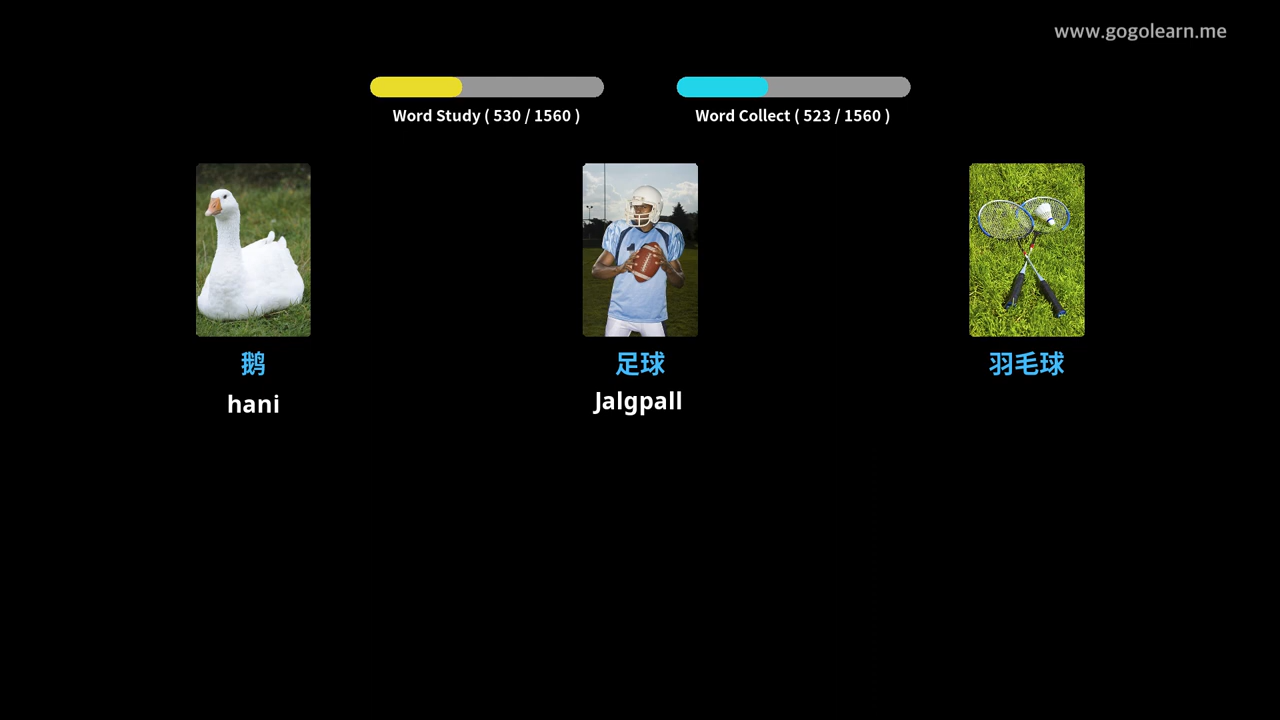 www.gogolearn.me
Word Study ( 530 / 1560 )
Word Collect ( 523 / 1560 )
鹅
足球
羽毛球
hani
Jalgpall